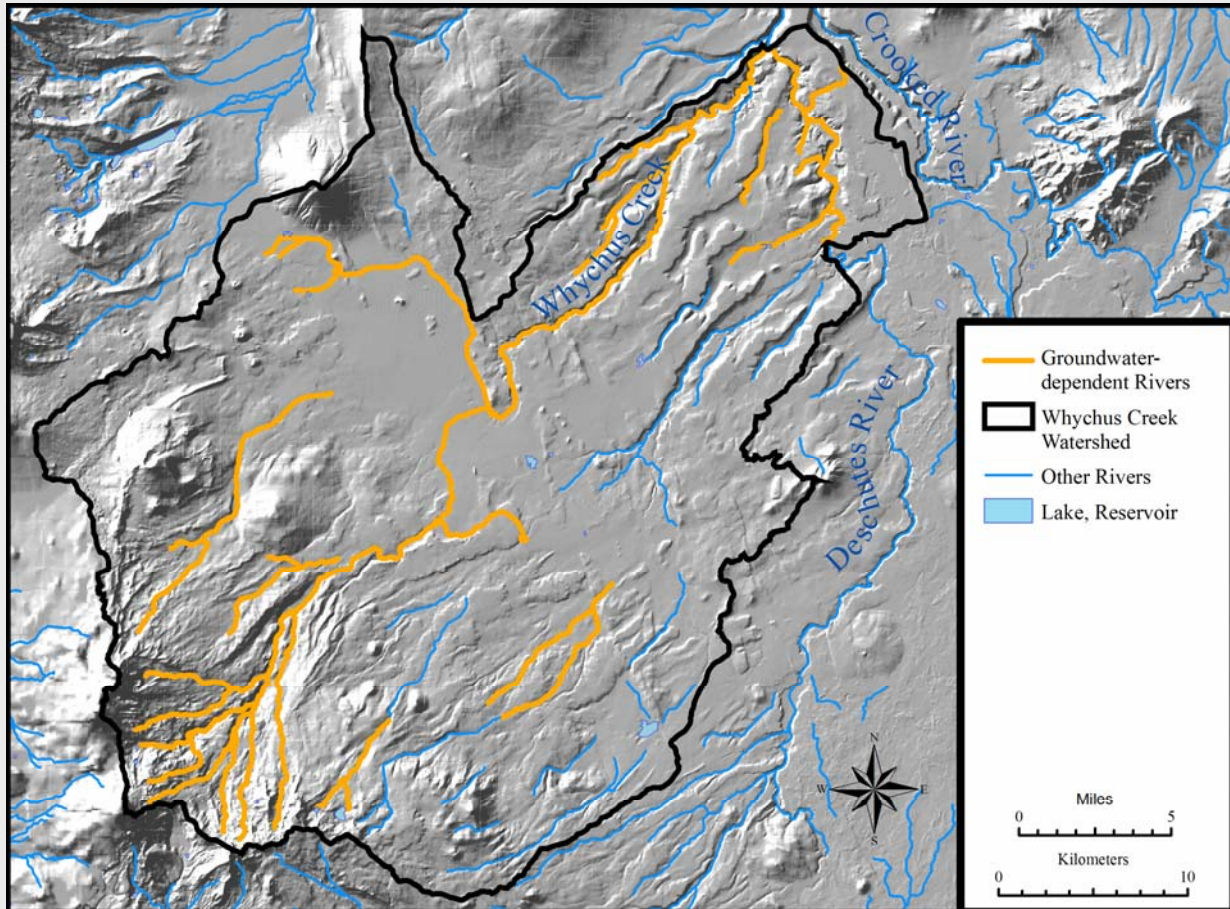 Crooked River
Whychus Creek
Deschutes River
Groundwater-
dependent Rivers
Whychus Creek
Watershed
Other Rivers
Lake, Reservoir
N
W E
S
Miles
0 5
Kilometers
0 10